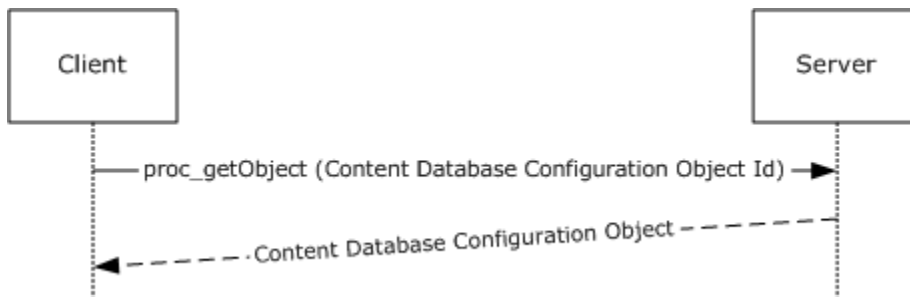 Client
Server
proc_getObject (Content Database Configuration Object Id)
Content Database Configuration Object